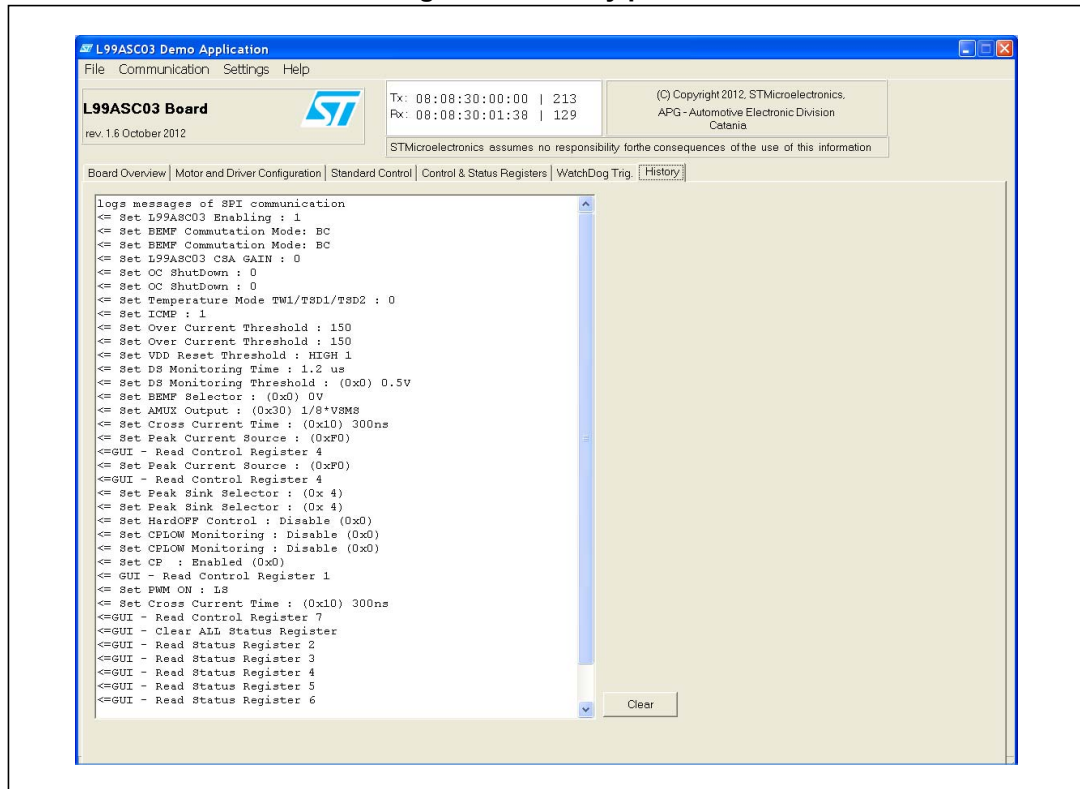 L99ASC03 Demo Application
File Communication Settings Help
L99ASC03 Board
rev. 1.6 October 2012
ST
Tx: 08:08:30:00:00 | 213
Rx: 08:08:30:01:38 | 129
(C) Copyright 2012, STMicroelectronics,
APG - Automotive Electronic Division
Catania
STMicroelectronics assumes no responsibility forthe consequences of the use of this information
Board Overview Motor and Driver Configuration Standard Control Control & Status Registers WatchDog Trig. History
logs messages of SPI communication
<= Set L99ASC03 Enabling : 1
<= Set BEMF Commutation Mode: BC
<= Set BEMF Commutation Mode: BC
<= Set L99ASC03 CSA GAIN : 0
<= Set OC ShutDown : 0
<= Set OC ShutDown : 0
<= Set Temperature Mode TW1/TSD1/TSD2 : 0
<= Set ICMP : 1
<= Set Over Current Threshold : 150
<= Set Over Current Threshold : 150
<= Set VDD Reset Threshold : HIGH 1
<= Set DS Monitoring Time : 1.2 us
<= Set DS Monitoring Threshold : (0x0) 0.5V
<= Set BEMF Selector : (0x0) 0V
<= Set AMUX Output : (0x30) 1/8*VSMS
<= Set Cross Current Time : (0x10) 300ns
<= Set Peak Current Source : (0xF0)
<=GUI - Read Control Register 4
<= Set Peak Current Source : (0xF0)
<=GUI - Read Control Register 4
<= Set Peak Sink Selector : (0x 4)
<= Set Peak Sink Selector : (0x 4)
<= Set HardOFF Control : Disable (0x0)
<= Set CPLOW Monitoring : Disable (0x0)
<= Set CPLOW Monitoring : Disable (0x0)
<= Set CP  : Enabled (0x0)
<= GUI - Read Control Register 1
<= Set PWM ON : LS
<= Set Cross Current Time : (0x10) 300ns
<=GUI - Read Control Register 7
<=GUI - Clear ALL Status Register
<=GUI - Read Status Register 2
<=GUI - Read Status Register 3
<=GUI - Read Status Register 4
<=GUI - Read Status Register 5
<=GUI - Read Status Register 6
Clear